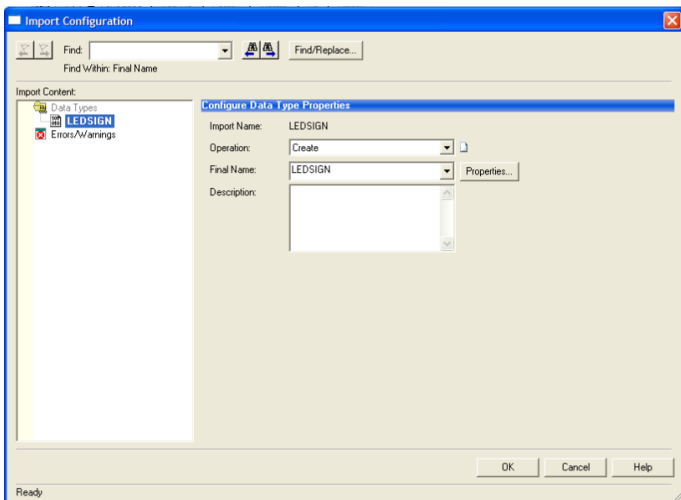 Import Configuration
Find:
Find/Replace...
Find Within: Final Name
Import Content:
Data Types
LEDSIGN
Errors/Warnings
Configure Data Type Properties
Import Name: LEDSIGN
Operation: Create
Final Name: LEDSIGN Properties...
Description:
OK Cancel Help
Ready